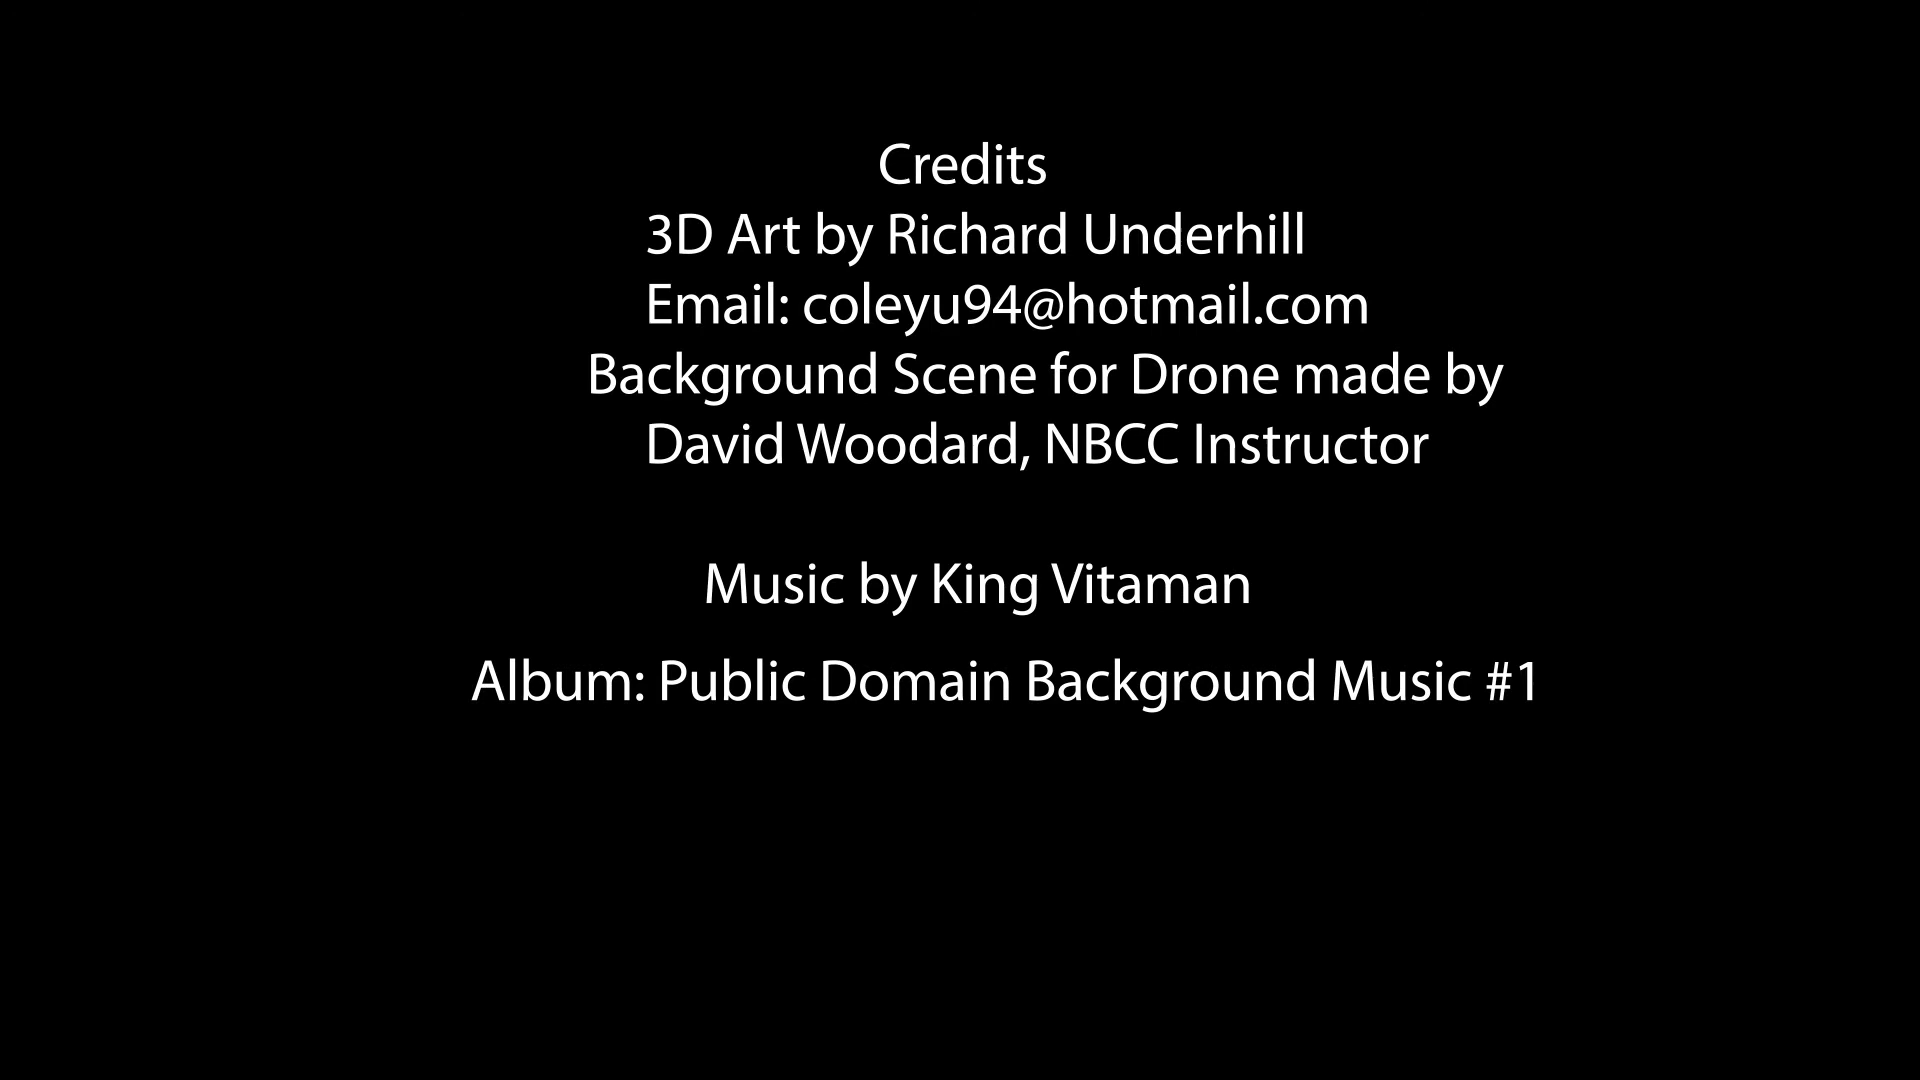 Credits
3D Art by Richard Underhill
Email: coleyu94@hotmail.com
Background Scene for Drone made by
David Woodard, NBCC Instructor
Music by King Vitaman
Album: Public Domain Background Music #1